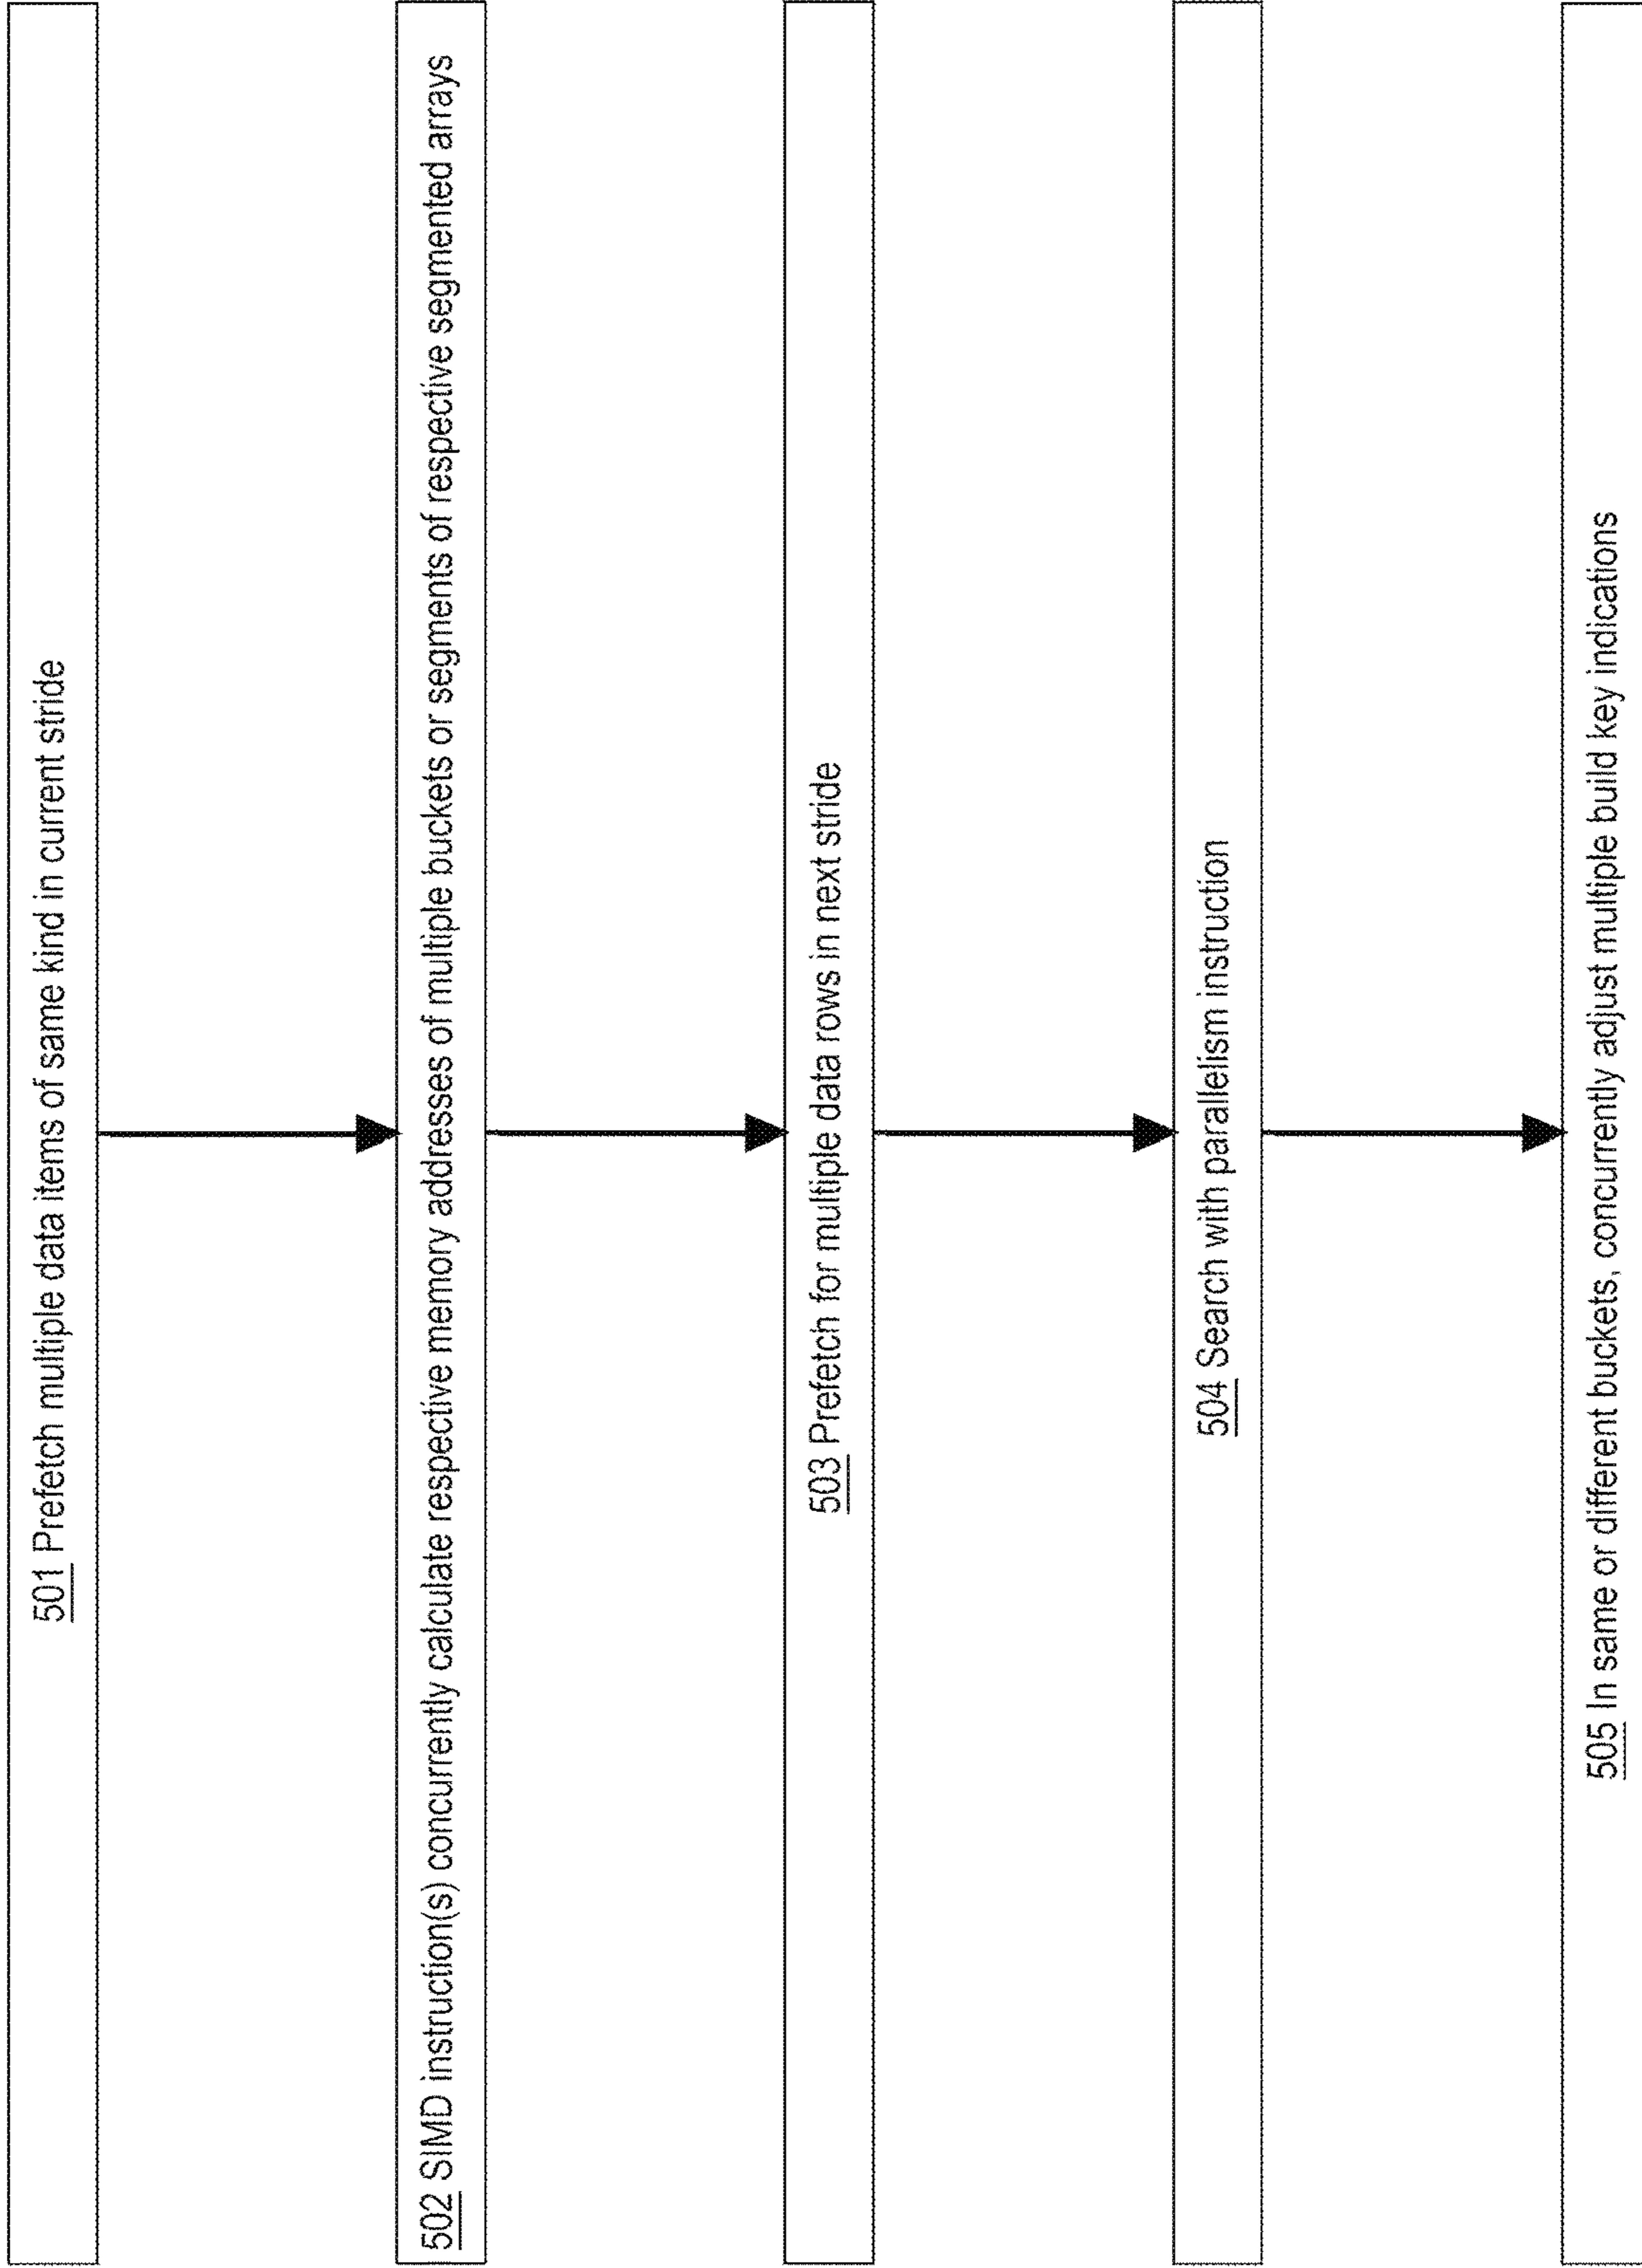 501 Prefetch multiple data items of same kind in current stride
502 SIMD instruction(s) concurrently calculate respective memory addresses of multiple buckets or segments of respective segmented arrays
503 Prefetch for multiple data rows in next stride
504 Search with parallelism instruction
505 In same or different buckets, concurrently adjust multiple build key indications